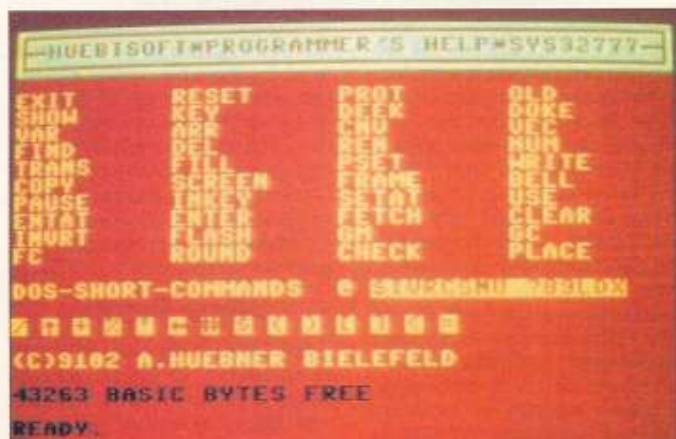 HUEBISOFT*PROGRAMMER'S HELP*SYS32777
EXIT RESET PROT OLD
SHOW KEY DEEK DOKE
VAR ARR CNV VEC
FIND DEL REN NUM
TRANS FILL PSET WRITE
COPY SCREEN FRAME BELL
PAUSE INKEY SETAT USE
ENTAT ENTER FETCH CLEAR
INVRT FLASH GM GC
FC ROUND CHECK PLACE
DOS-SHORT-COMMANDS @
(C)9102 A.HUEBNER BIELEFELD
43263 BASIC BYTES FREE
READY.